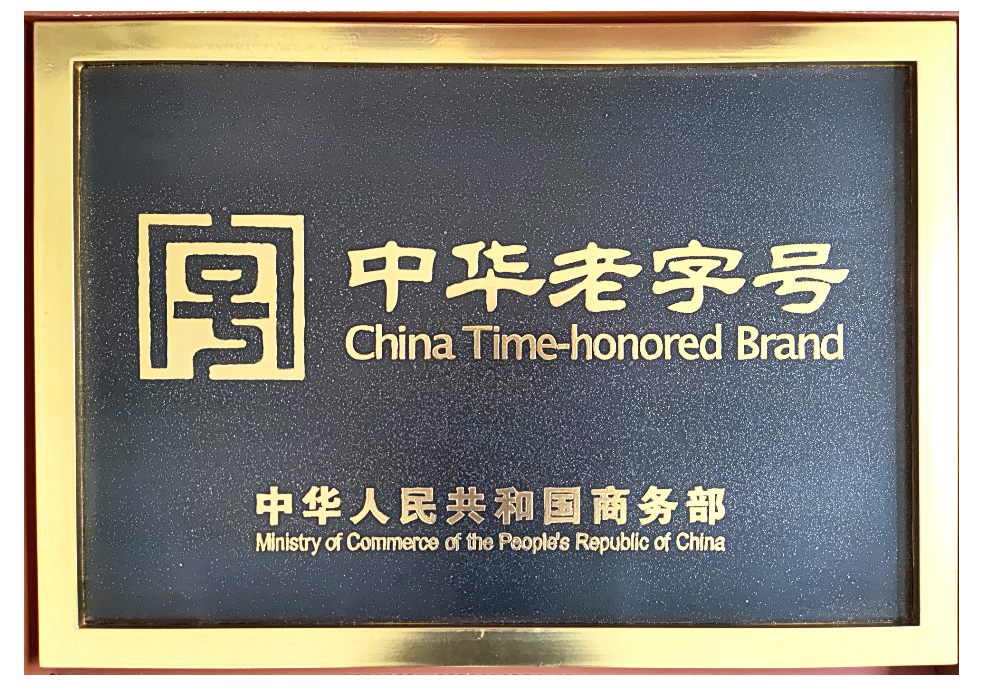 中华老字号
China Time-honored Brand
中华人民共和国商务部
Ministry of Commerce of the People's Republic of China